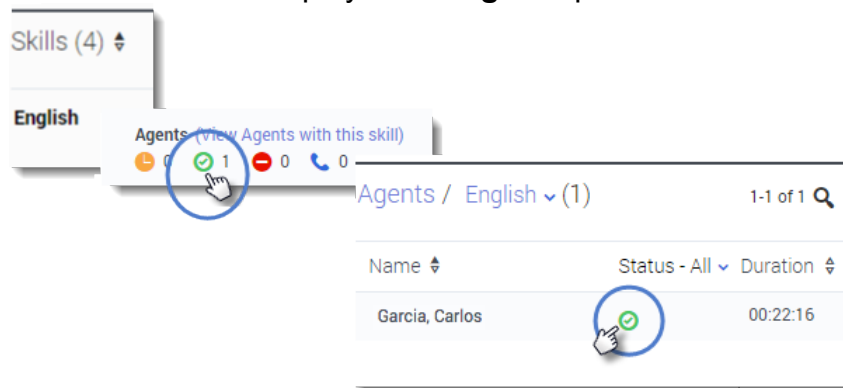 Skills (4)
English
Agents (View Agents with this skill)
0 1 0 0
Agents / English (1) 1-1 of 1
Name Status - All Duration
Garcia, Carlos 00:22:16